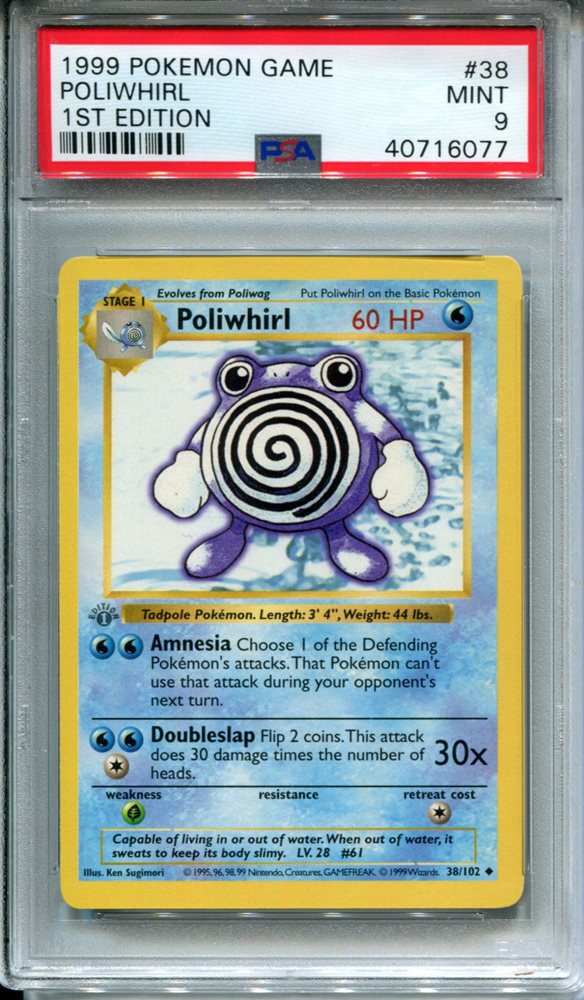 1999 POKEMON GAME #38
POLIWHIRL MINT
1ST EDITION 9
PSA 40716077
STAGE 1 Evolves from Poliwag Put Poliwhirl on the Basic Pokémon
Poliwhirl 60 HP
EDITION 1
Tadpole Pokémon. Length: 3' 4", Weight: 44 lbs.
Amnesia Choose 1 of the Defending
Pokémon's attacks. That Pokémon can't
use that attack during your opponent's
next turn.
Doubleslap Flip 2 coins. This attack
does 30 damage times the number of 30x
heads.
weakness resistance retreat cost
Capable of living in or out of water. When out of water, it
sweats to keep its body slimy. LV. 28 #61
Illus. Ken Sugimori © 1995, 96, 98, 99 Nintendo, Creatures, GAMEFREAK. © 1999 Wizards. 38/102 ◆